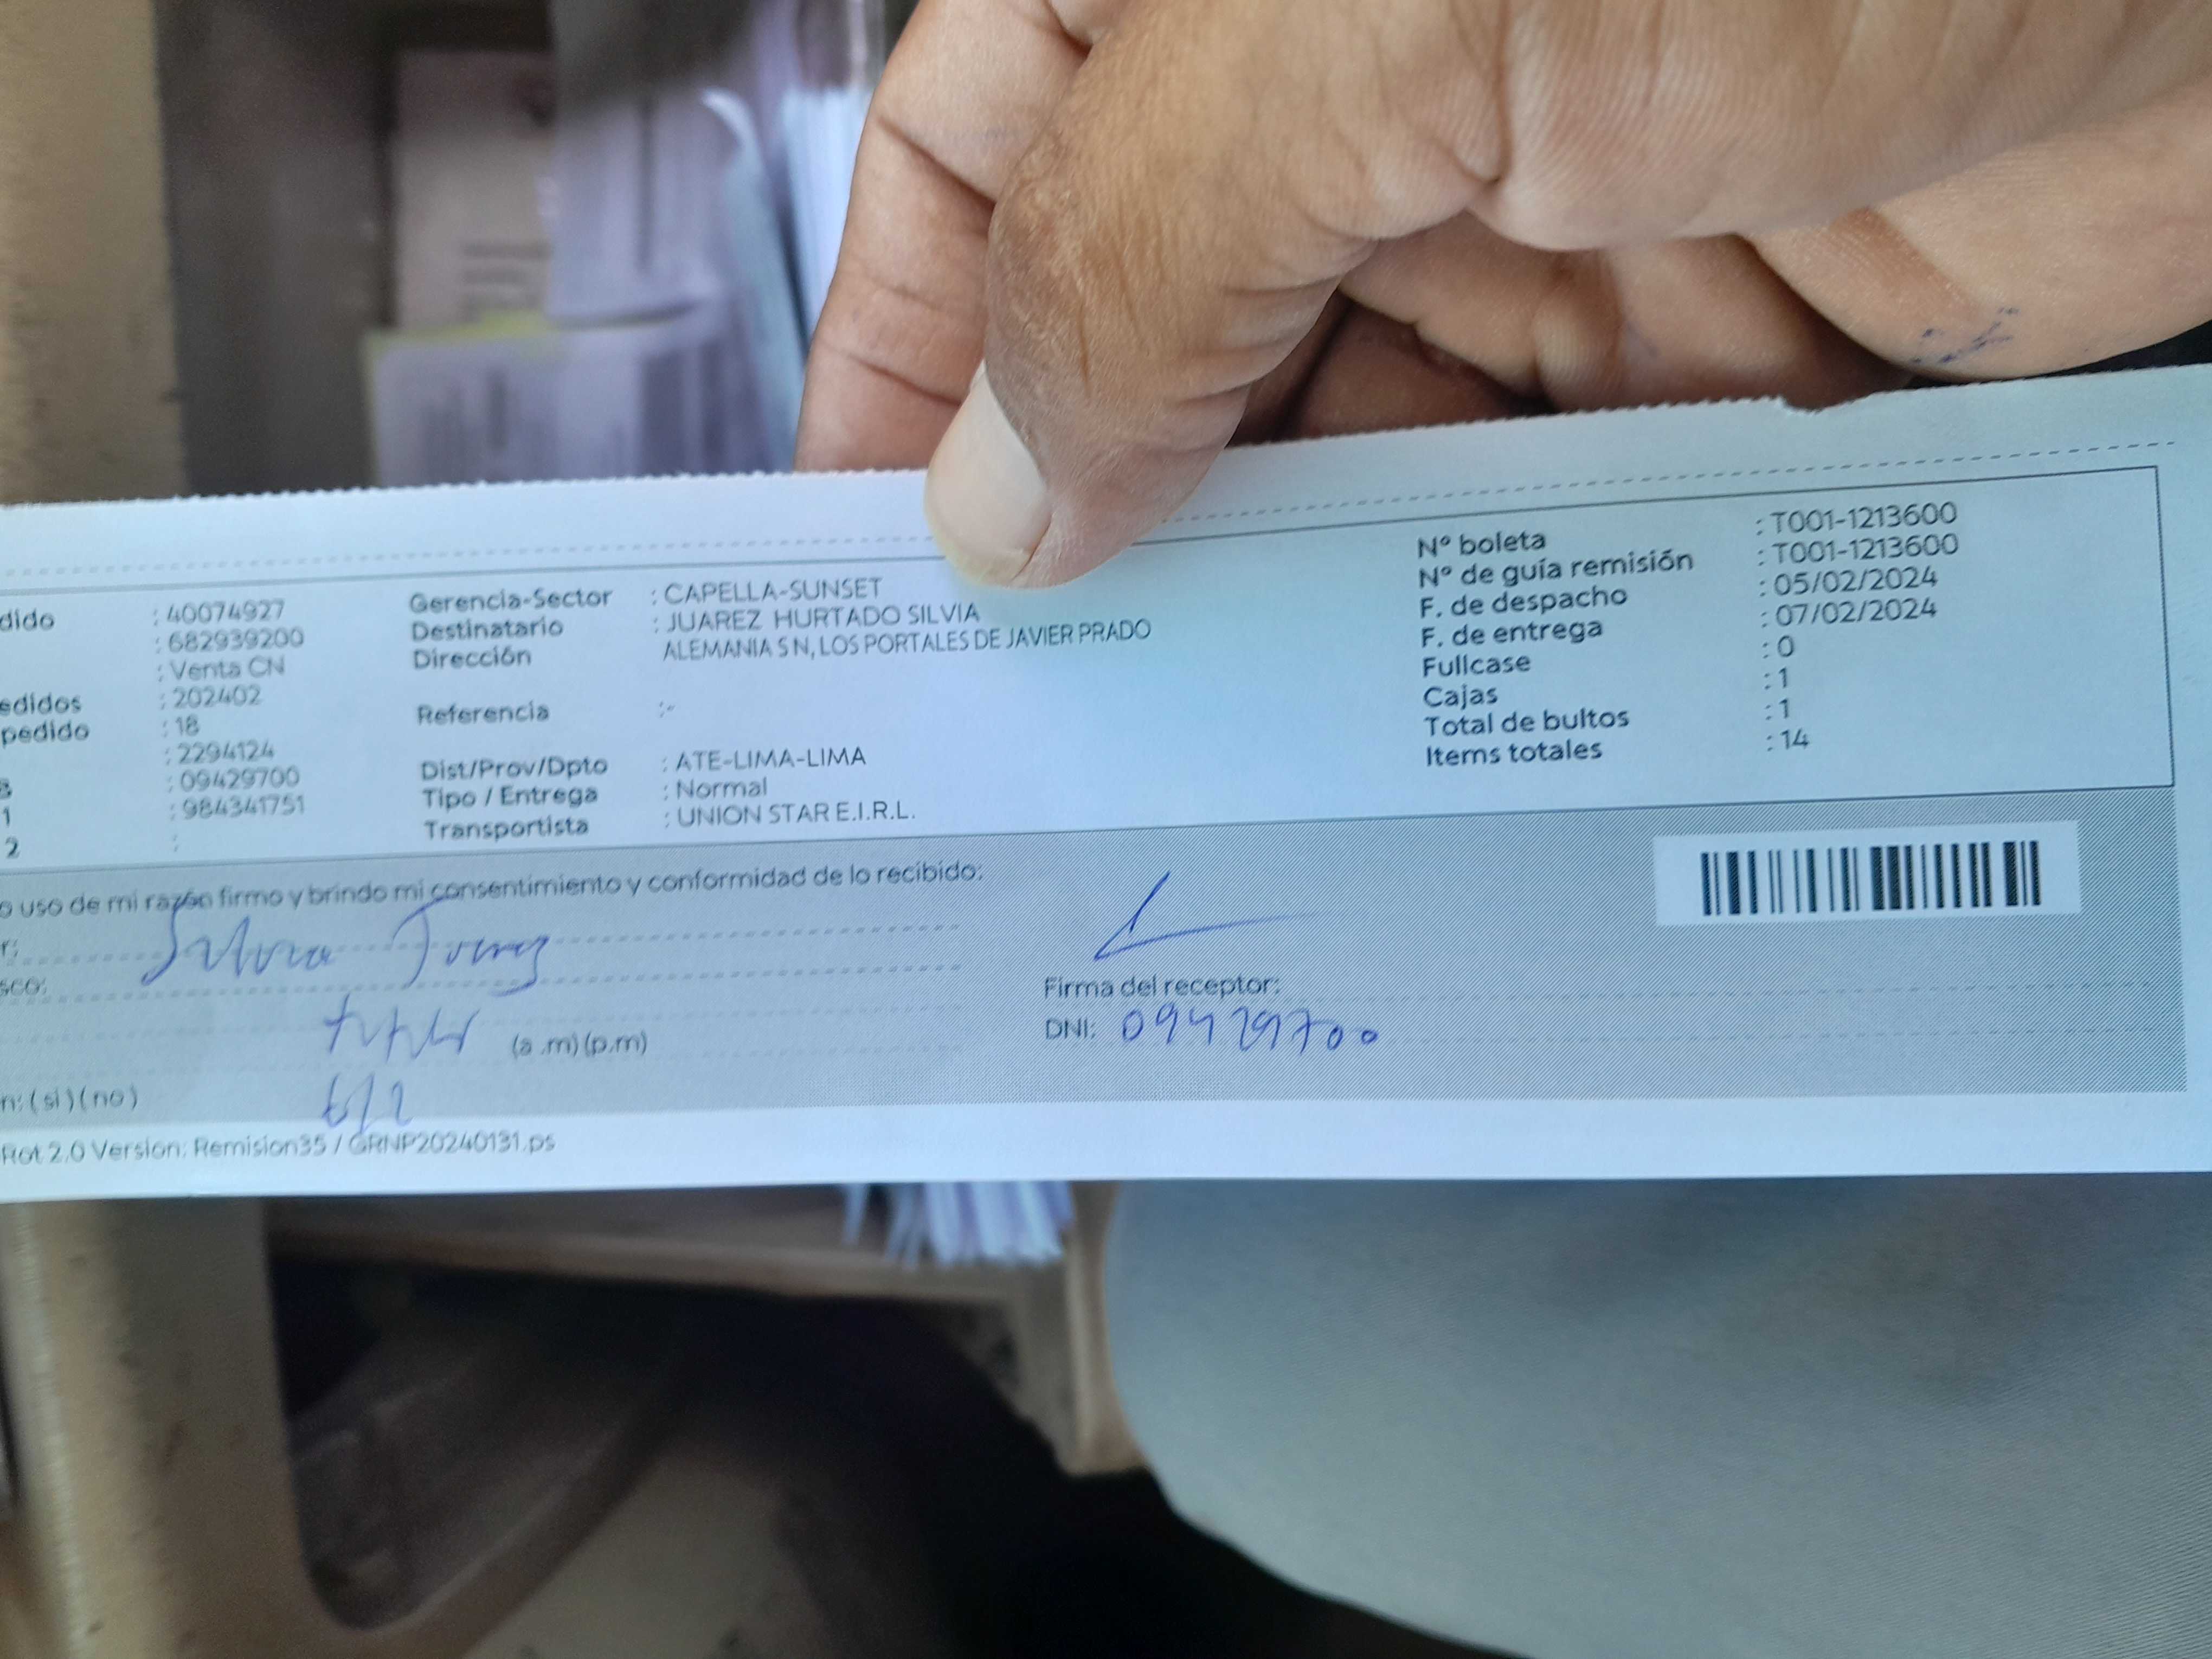 dido : 40074927
: 682939200
: Venta CN
edidos : 202402
pedido : 18
: 2294124
: 09429700
1 : 984341751
2 :
Gerencia-Sector : CAPELLA-SUNSET
Destinatario : JUAREZ HURTADO SILVIA
Dirección ALEMANIA S N, LOS PORTALES DE JAVIER PRADO
Referencia :-
Dist/Prov/Dpto : ATE-LIMA-LIMA
Tipo / Entrega : Normal
Transportista : UNION STAR E.I.R.L.
N° boleta : T001-1213600
N° de guía remisión : T001-1213600
F. de despacho : 05/02/2024
F. de entrega : 07/02/2024
Fullcase : 0
Cajas : 1
Total de bultos : 1
Items totales : 14
o uso de mi razón firmo y brindo mi consentimiento y conformidad de lo recibido:
r: Silvia
sco:
(a .m) (p.m)
n: ( si ) ( no )
Firma del receptor:
DNI: 09429700
Rot 2.0 Version: Remision35 / GRNP20240131.ps